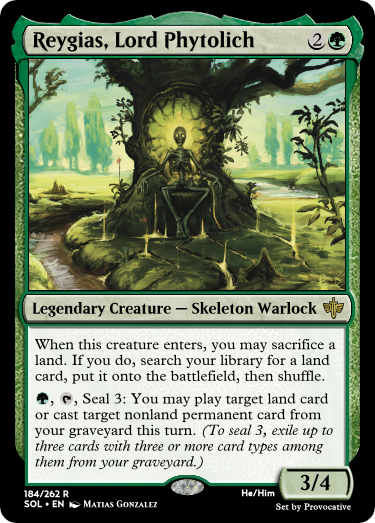 Reygias, Lord Phytolich 2
Legendary Creature — Skeleton Warlock
When this creature enters, you may sacrifice a
land. If you do, search your library for a land
card, put it onto the battlefield, then shuffle.
, , Seal 3: You may play target land card
or cast target nonland permanent card from
your graveyard this turn. (To seal 3, exile up to
three cards with three or more card types among
them from your graveyard.)
3/4
184/262 R He/Him
SOL • EN Matias Gonzalez Set by Provocative